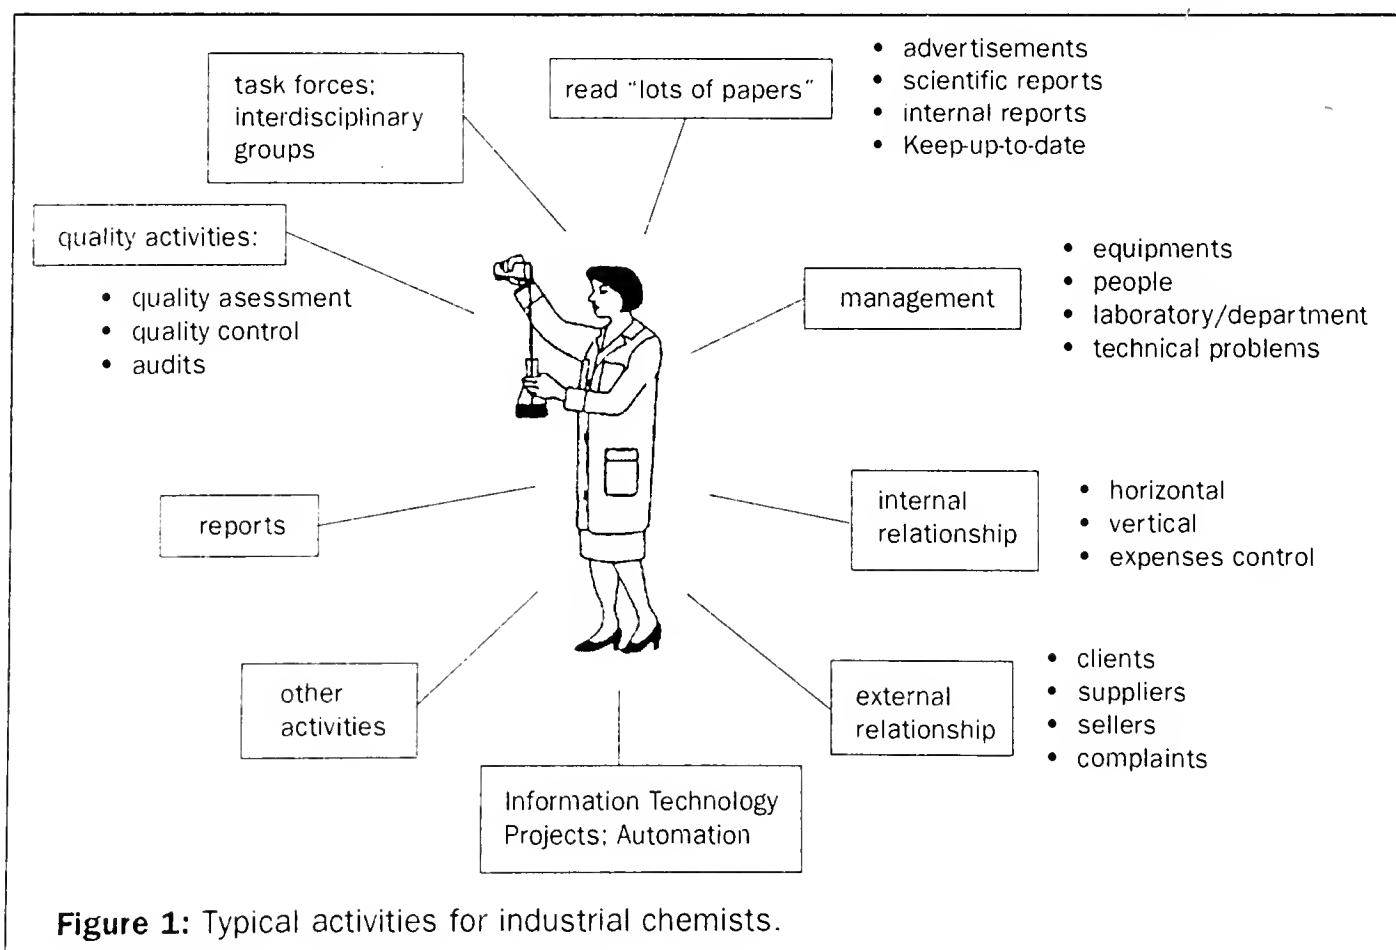 task forces;
interdisciplinary
groups
read "lots of papers"
• advertisements
• scientific reports
• internal reports
• Keep-up-to-date
quality activities:
• quality asessment
• quality control
• audits
management
• equipments
• people
• laboratory/department
• technical problems
reports
internal
relationship
• horizontal
• vertical
• expenses control
other
activities
external
relationship
• clients
• suppliers
• sellers
• complaints
Information Technology
Projects; Automation
Figure 1: Typical activities for industrial chemists.